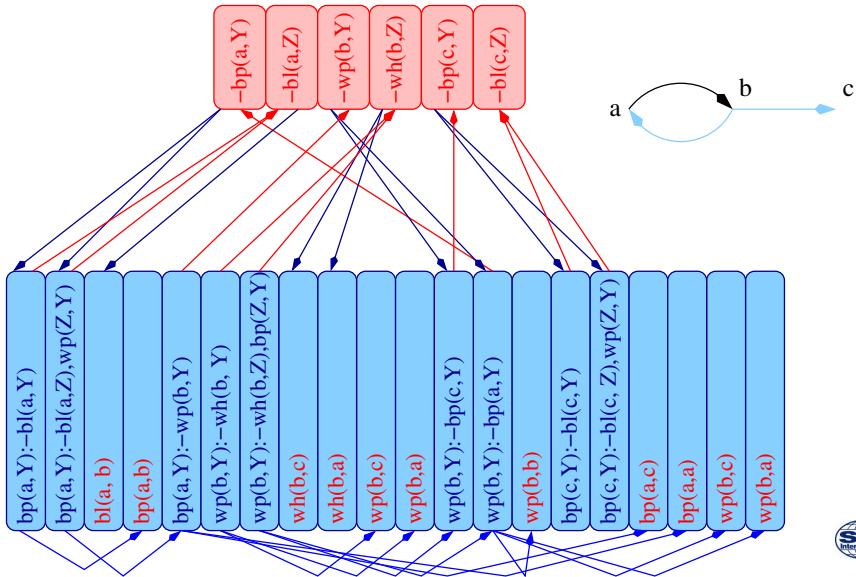 −bp(a,Y)
−bl(a,Z)
−wp(b,Y)
−wh(b,Z)
−bp(c,Y)
−bl(c,Z)
a
b
c
bp(a,Y):−bl(a,Y)
bp(a,Y):−bl(a,Z),wp(Z,Y)
bl(a, b)
bp(a,b)
bp(a,Y):−wp(b,Y)
wp(b,Y):−wh(b, Y)
wp(b,Y):−wh(b,Z),bp(Z,Y)
wh(b,c)
wh(b,a)
wp(b,c)
wp(b,a)
wp(b,Y):−bp(c,Y)
wp(b,Y):−bp(a,Y)
wp(b,b)
bp(c,Y):−bl(c,Y)
bp(c,Y):−bl(c, Z),wp(Z,Y)
bp(a,c)
bp(a,a)
wp(b,c)
wp(b,a)